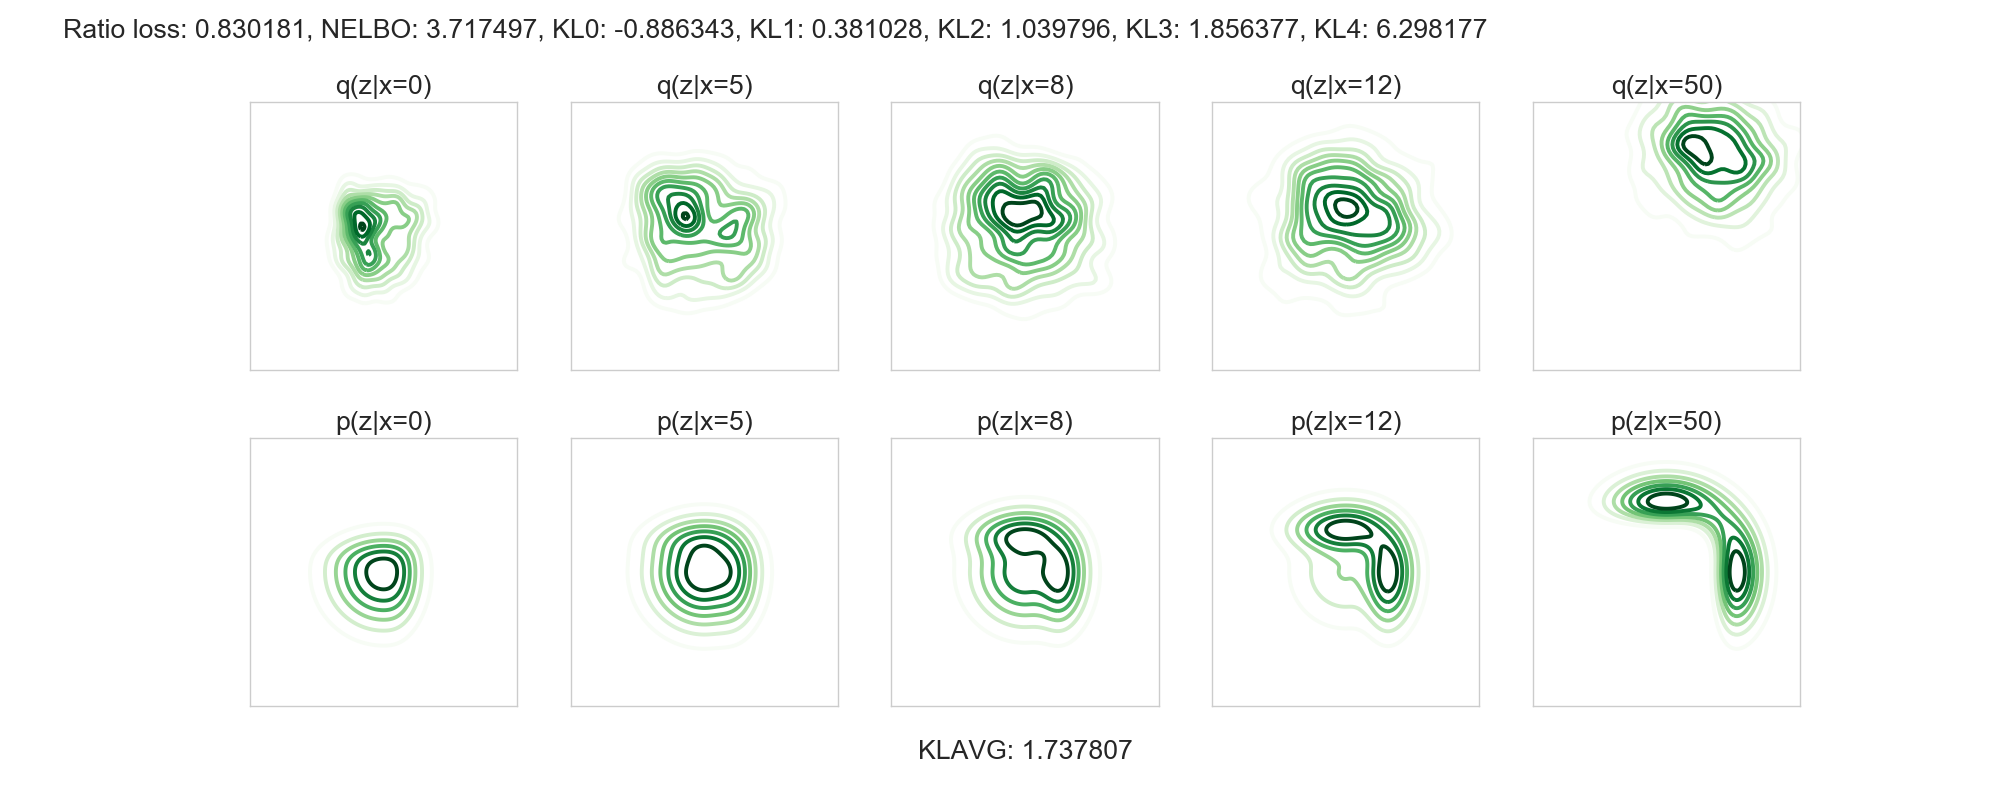 Ratio loss: 0.830181, NELBO: 3.717497, KL0: -0.886343, KL1: 0.381028, KL2: 1.039796, KL3: 1.856377, KL4: 6.298177
q(z|x=0) q(z|x=5) q(z|x=8) q(z|x=12) q(z|x=50)
p(z|x=0) p(z|x=5) p(z|x=8) p(z|x=12) p(z|x=50)
KLAVG: 1.737807